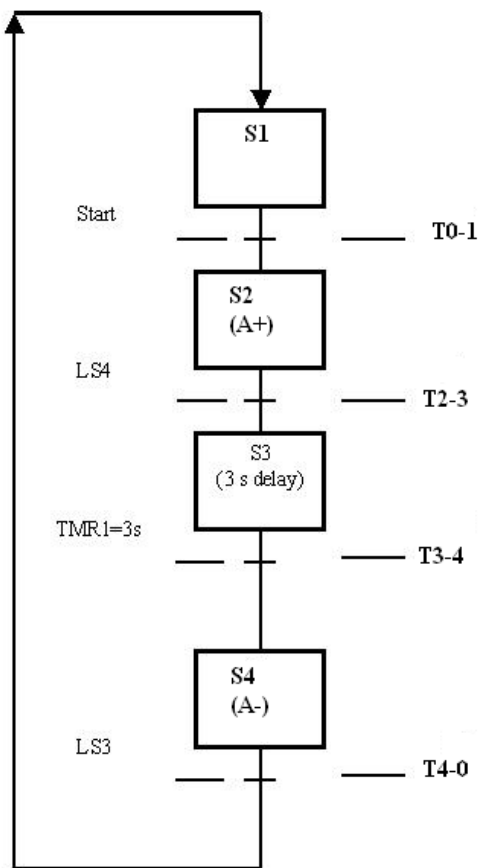 S1
Start
T0-1
S2
(A+)
LS4
T2-3
S3
(3 s delay)
TMR1=3s
T3-4
S4
(A-)
LS3
T4-0